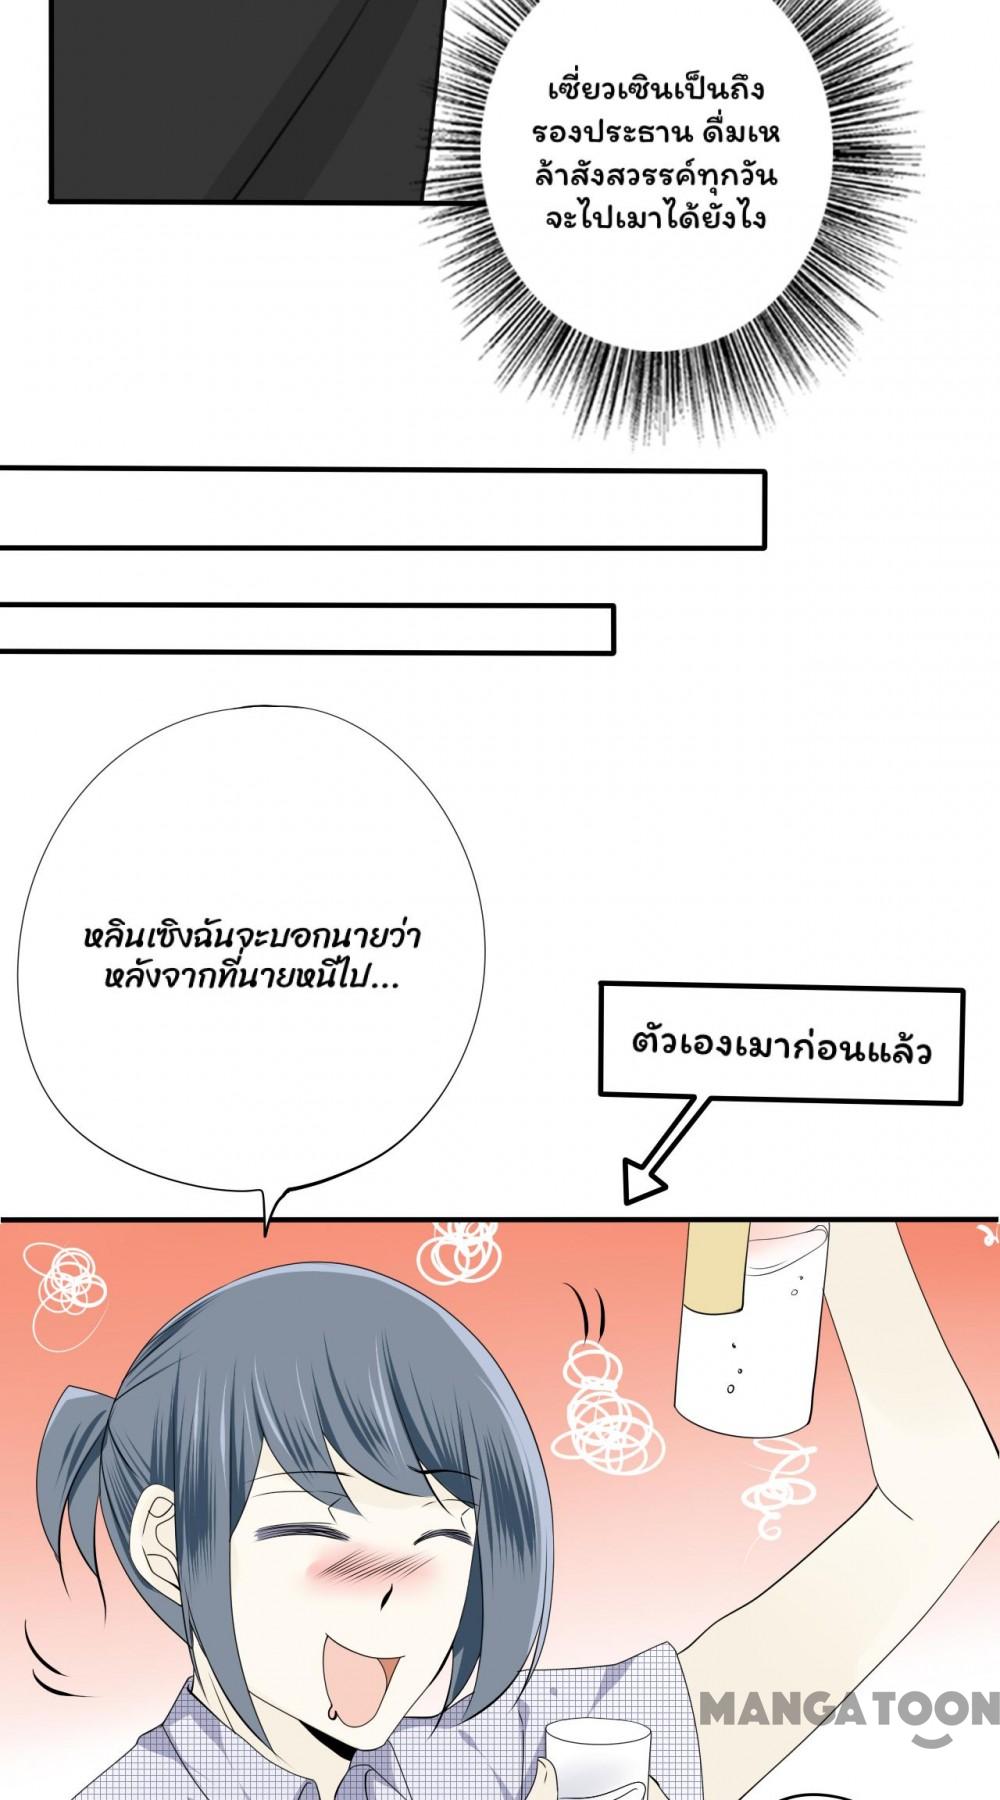 เซี่ยวเซินเป็นถึง
รองประธาน ดื่มเห
ล้าสังสวรรค์ทุกวัน
จะไปเมาได้ยังไง
หลินเซิงฉันจะบอกนายว่า
หลังจากที่นายหนีไป...
ตัวเองเมาก่อนแล้ว
MANGATOON